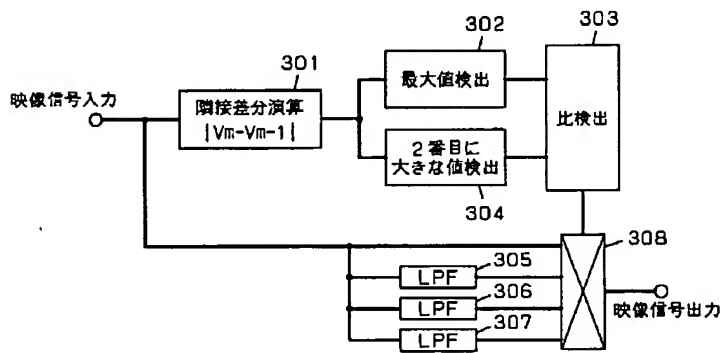 302
303
301
映像信号入力
隣接差分演算
|Vm-Vm-1|
最大値検出
比検出
2番目に
大きな値検出
304
308
305
LPF
306
LPF
307
LPF
映像信号出力